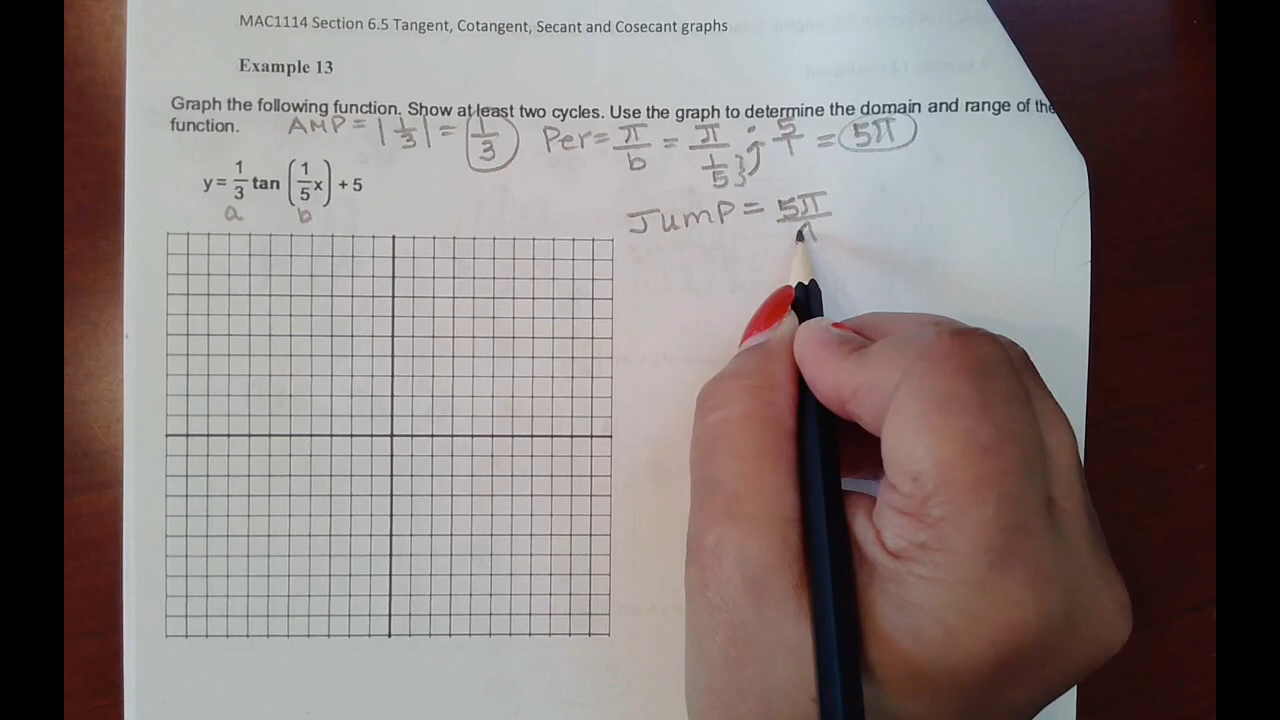 MAC1114 Section 6.5 Tangent, Cotangent, Secant and Cosecant graphs
Example 13
Graph the following function. Show at least two cycles. Use the graph to determine the domain and range of the
function.
AMP = |1/3| = 1/3 Per = π/b = π/(1/5) · 5/1 = 5π
y = 1/3 tan (1/5 x) + 5
a b
Jump = 5π/